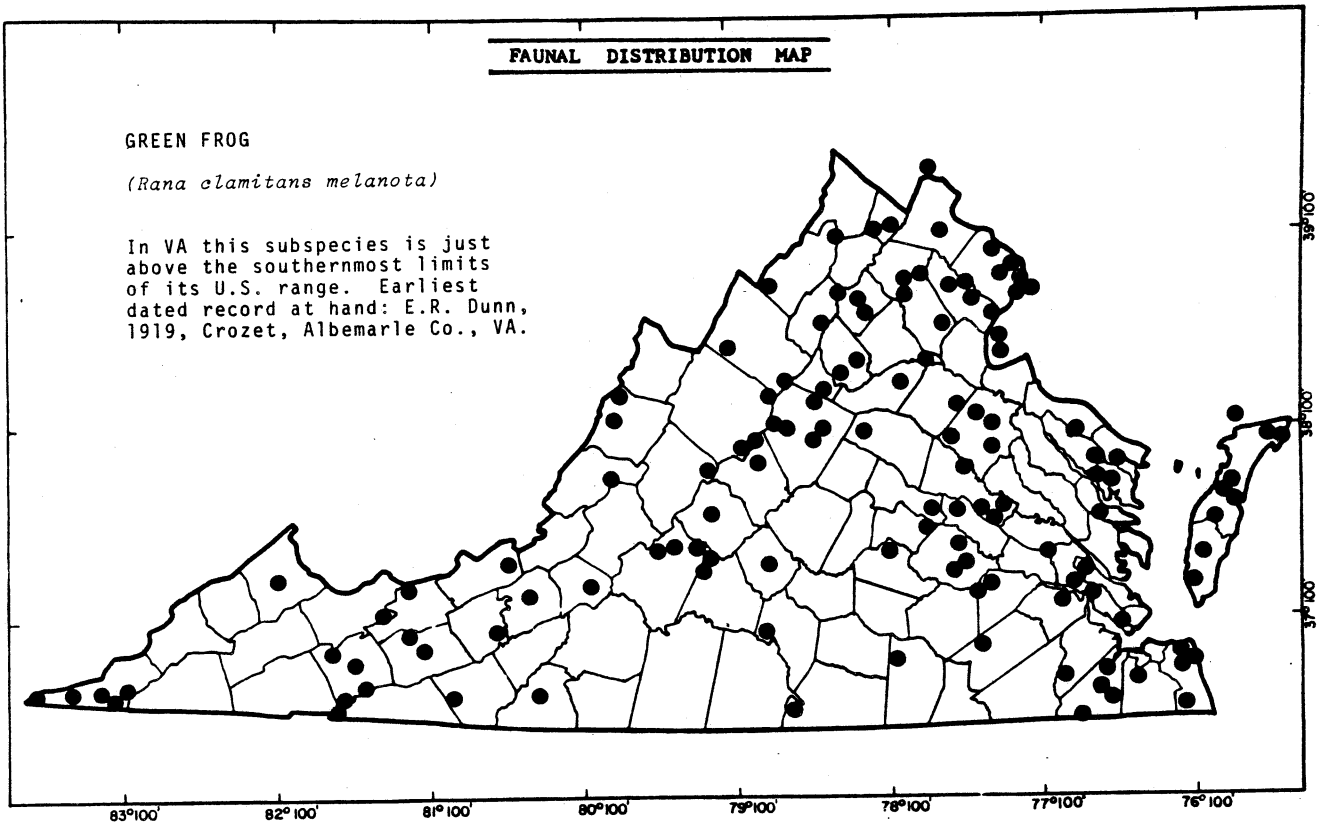 FAUNAL DISTRIBUTION MAP
GREEN FROG
(Rana clamitans melanota)
In VA this subspecies is just
above the southernmost limits
of its U.S. range. Earliest
dated record at hand: E.R. Dunn,
1919, Crozet, Albemarle Co., VA.
39°|00'
38°|00'
37°|00'
83°|00'
82°|00'
81°|00'
80°|00'
79°|00'
78°|00'
77°|00'
76°|00'